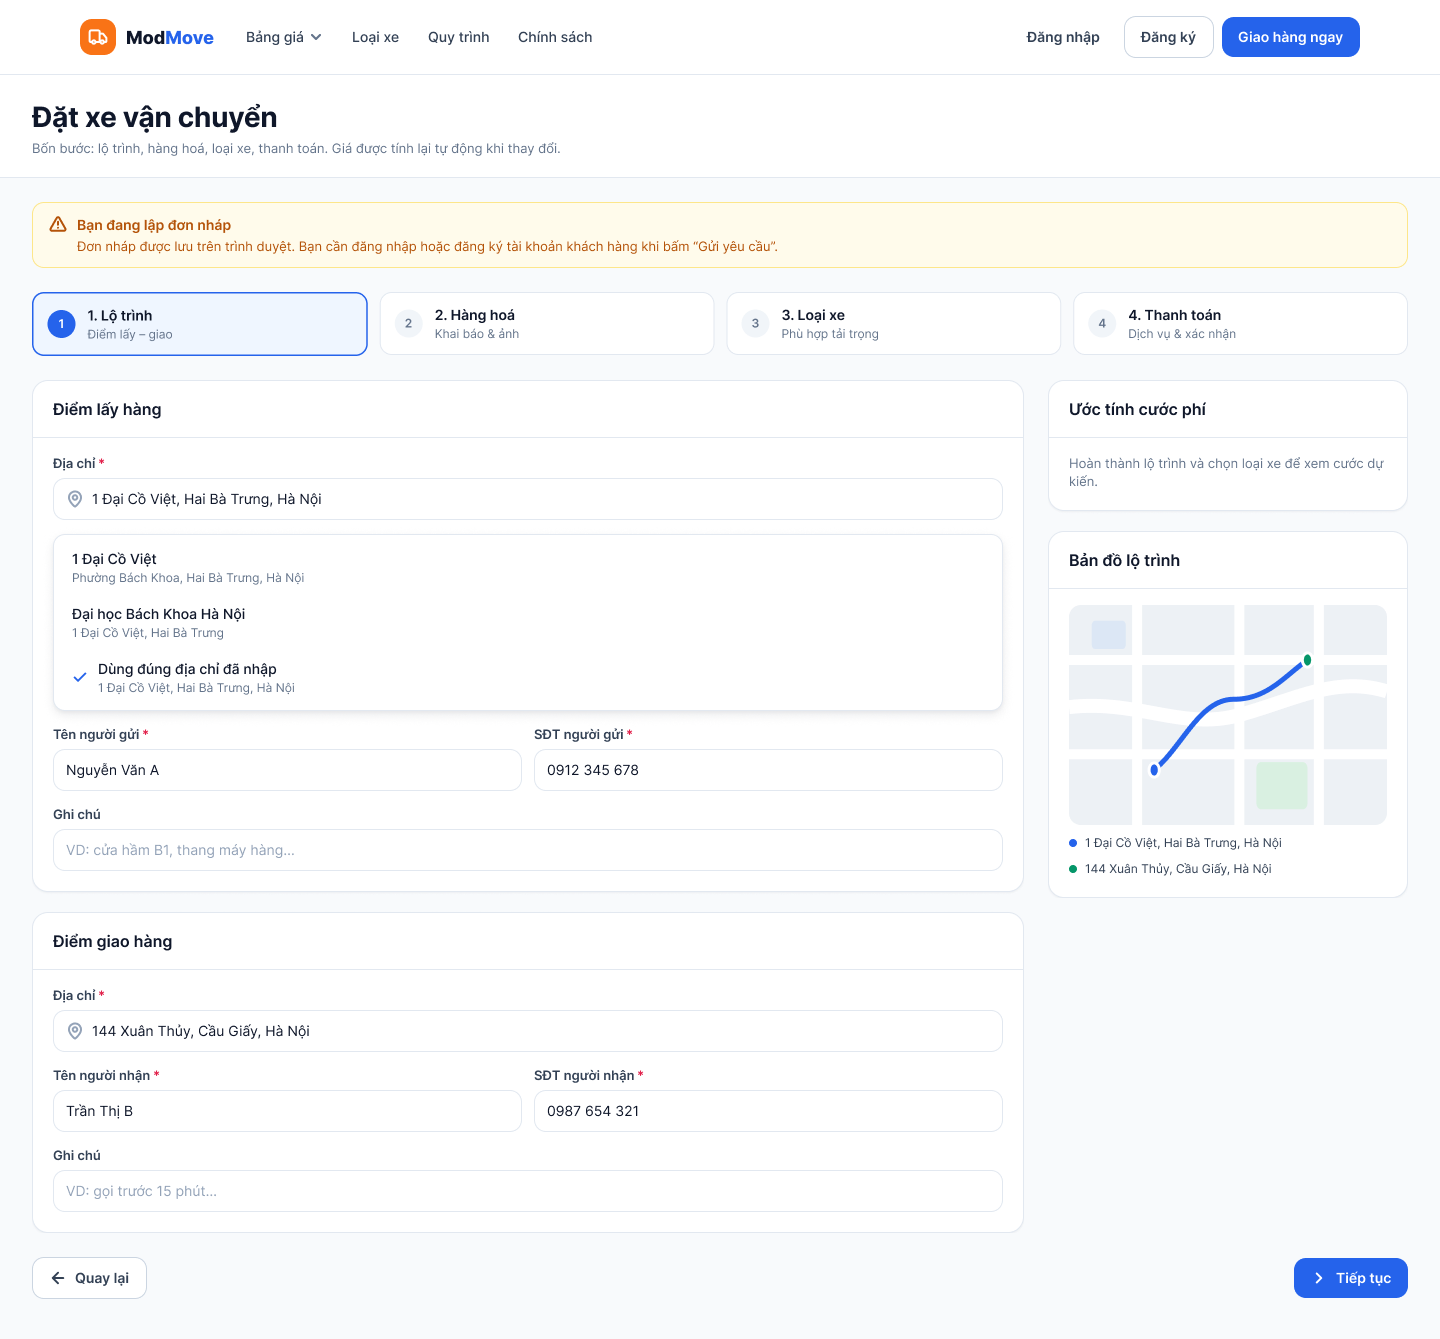 ModMove
Bảng giá
Loại xe
Quy trình
Chính sách
Đăng nhập
Đăng ký
Giao hàng ngay
Đặt xe vận chuyển
Bốn bước: lộ trình, hàng hoá, loại xe, thanh toán. Giá được tính lại tự động khi thay đổi.
Bạn đang lập đơn nháp
Đơn nháp được lưu trên trình duyệt. Bạn cần đăng nhập hoặc đăng ký tài khoản khách hàng khi bấm “Gửi yêu cầu”.
1
1. Lộ trình
Điểm lấy – giao
2
2. Hàng hoá
Khai báo & ảnh
3
3. Loại xe
Phù hợp tải trọng
4
4. Thanh toán
Dịch vụ & xác nhận
Điểm lấy hàng
Địa chỉ *
1 Đại Cồ Việt, Hai Bà Trưng, Hà Nội
1 Đại Cồ Việt
Phường Bách Khoa, Hai Bà Trưng, Hà Nội
Đại học Bách Khoa Hà Nội
1 Đại Cồ Việt, Hai Bà Trưng
Dùng đúng địa chỉ đã nhập
1 Đại Cồ Việt, Hai Bà Trưng, Hà Nội
Tên người gửi *
Nguyễn Văn A
SĐT người gửi *
0912 345 678
Ghi chú
VD: cửa hầm B1, thang máy hàng...
Điểm giao hàng
Địa chỉ *
144 Xuân Thủy, Cầu Giấy, Hà Nội
Tên người nhận *
Trần Thị B
SĐT người nhận *
0987 654 321
Ghi chú
VD: gọi trước 15 phút...
Ước tính cước phí
Hoàn thành lộ trình và chọn loại xe để xem cước dự
kiến.
Bản đồ lộ trình
1 Đại Cồ Việt, Hai Bà Trưng, Hà Nội
144 Xuân Thủy, Cầu Giấy, Hà Nội
Quay lại
Tiếp tục